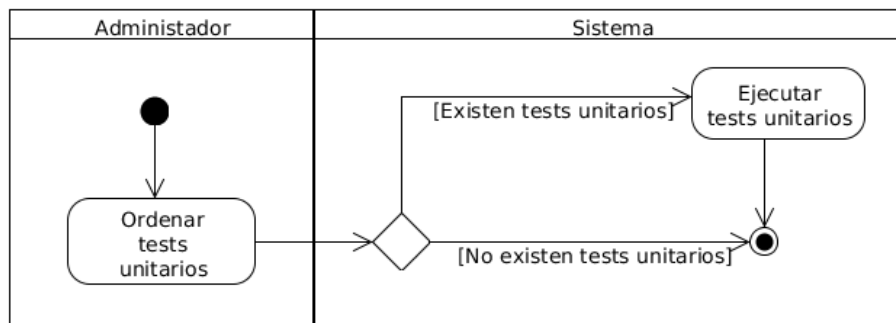 Administador
Sistema
Ejecutar
tests unitarios
[Existen tests unitarios]
Ordenar
tests
unitarios
[No existen tests unitarios]